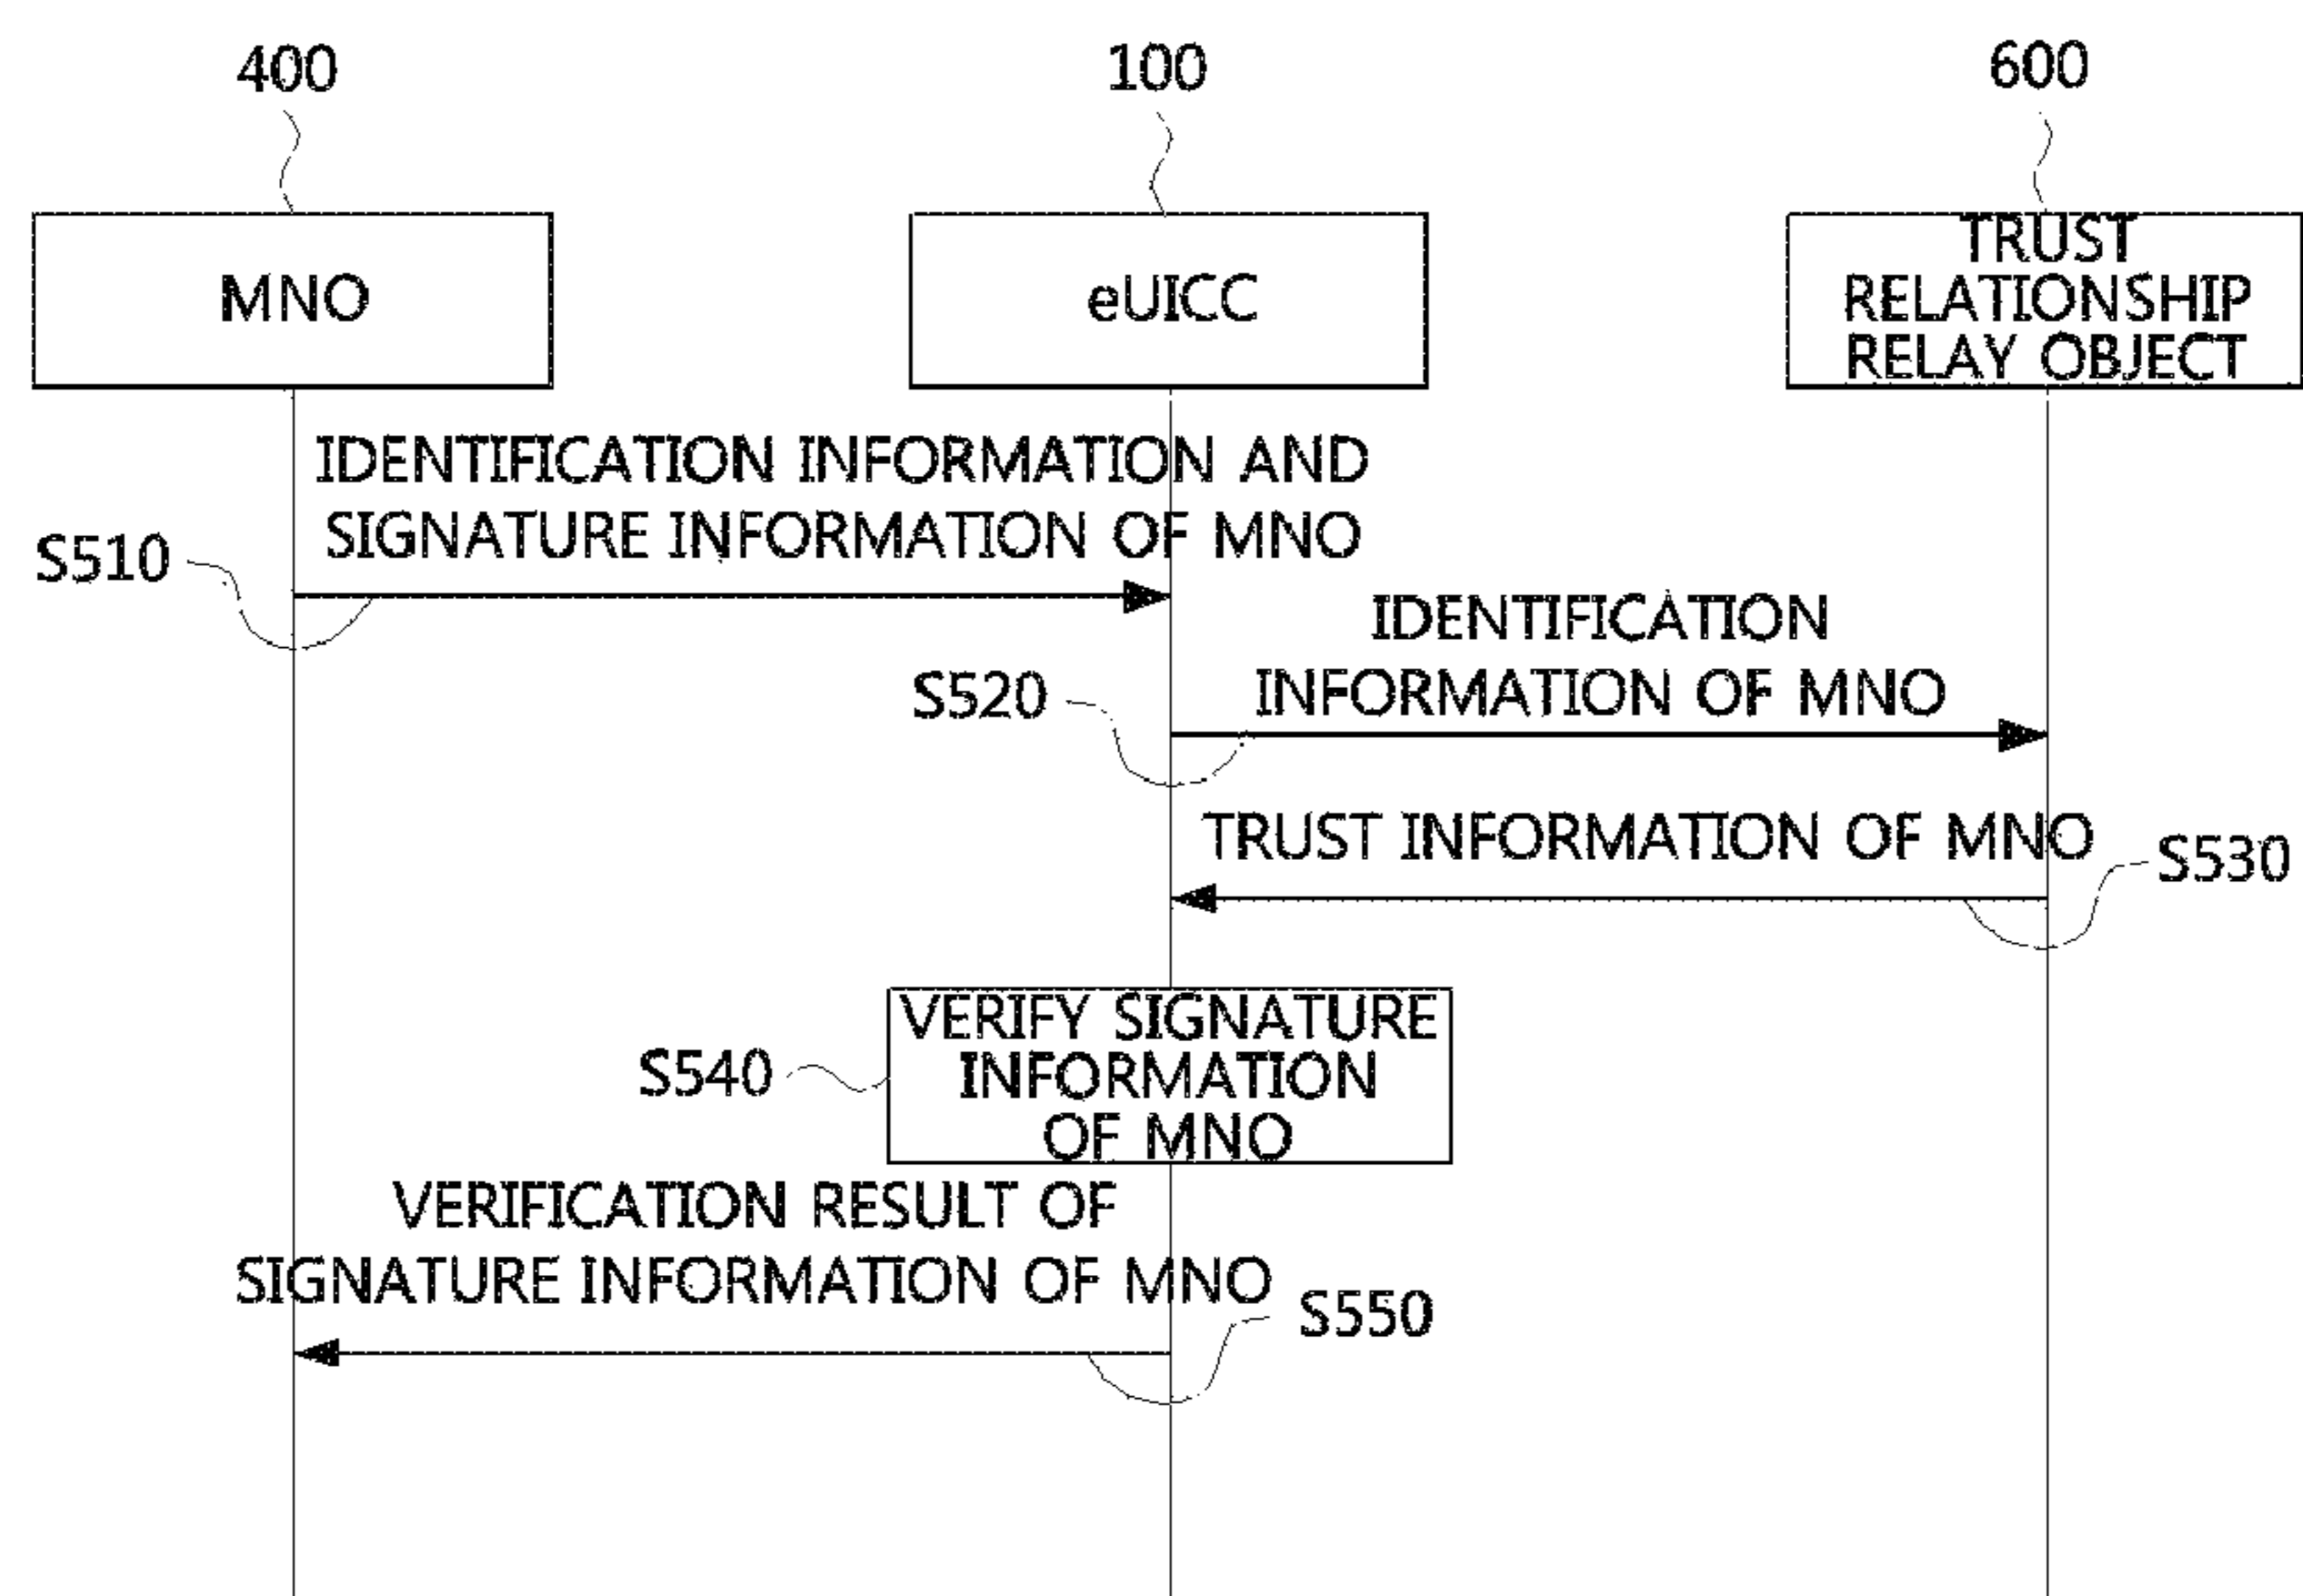 400
100
600
MNO
eUICC
TRUST
RELATIONSHIP
RELAY OBJECT
IDENTIFICATION INFORMATION AND
SIGNATURE INFORMATION OF MNO
S510
IDENTIFICATION
INFORMATION OF MNO
S520
TRUST INFORMATION OF MNO
S530
VERIFY SIGNATURE
INFORMATION
OF MNO
S540
VERIFICATION RESULT OF
SIGNATURE INFORMATION OF MNO
S550